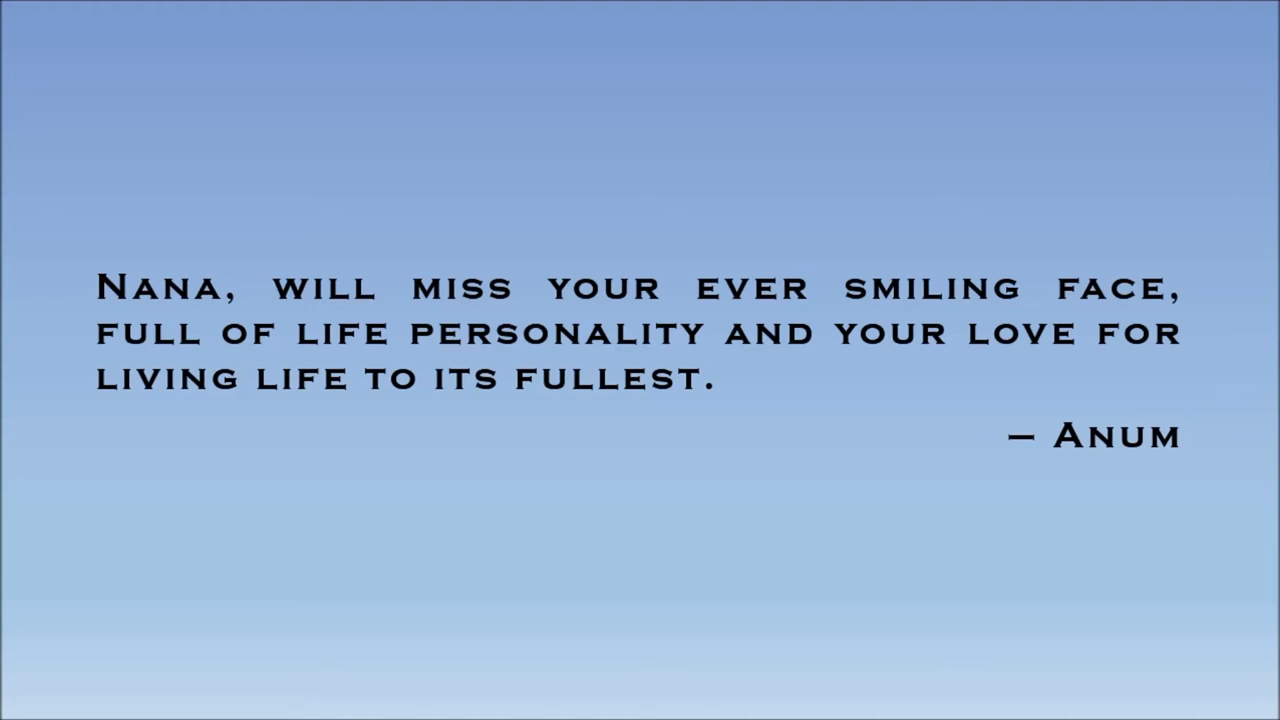 Nana, will miss your ever smiling face,
full of life personality and your love for
living life to its fullest.
– Anum